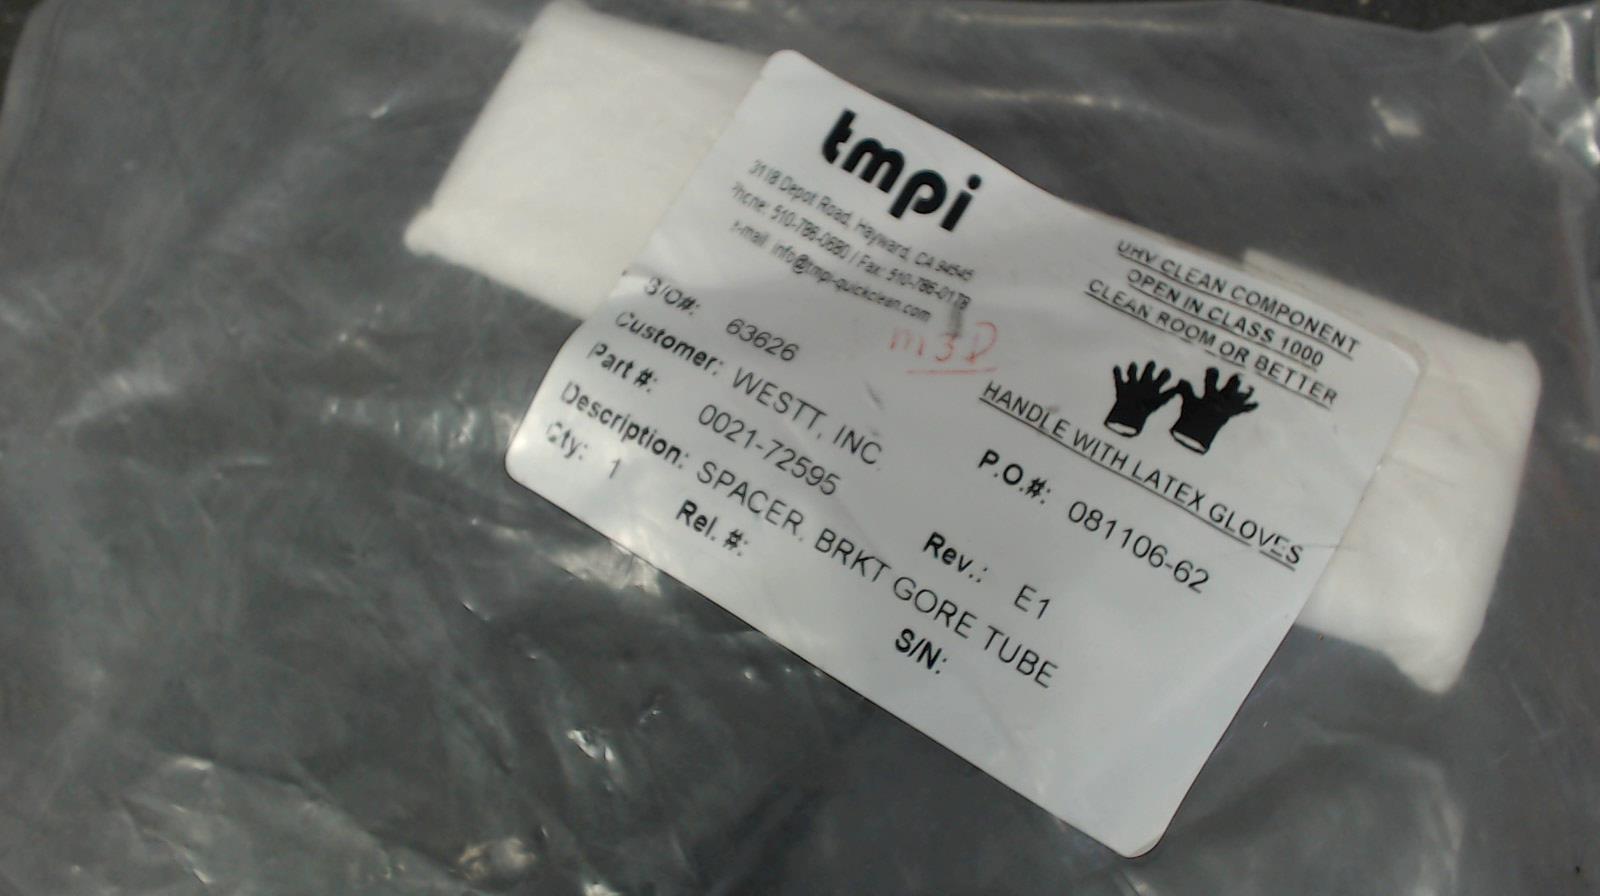 tmpi
3118 Depot Road, Hayward, CA 94545
Phone: 510-786-0680 / Fax: 510-786-0178
e-mail: info@tmpi-quickclean.com
m3D
UHV CLEAN COMPONENT
OPEN IN CLASS 1000
CLEAN ROOM OR BETTER
HANDLE WITH LATEX GLOVES
S/O#: 63626
Customer: WESTT, INC.
P.O.#: 081106-62
Part #: 0021-72595
Rev.: E1
Description: SPACER, BRKT GORE TUBE
Qty: 1
Rel. #:
S/N: